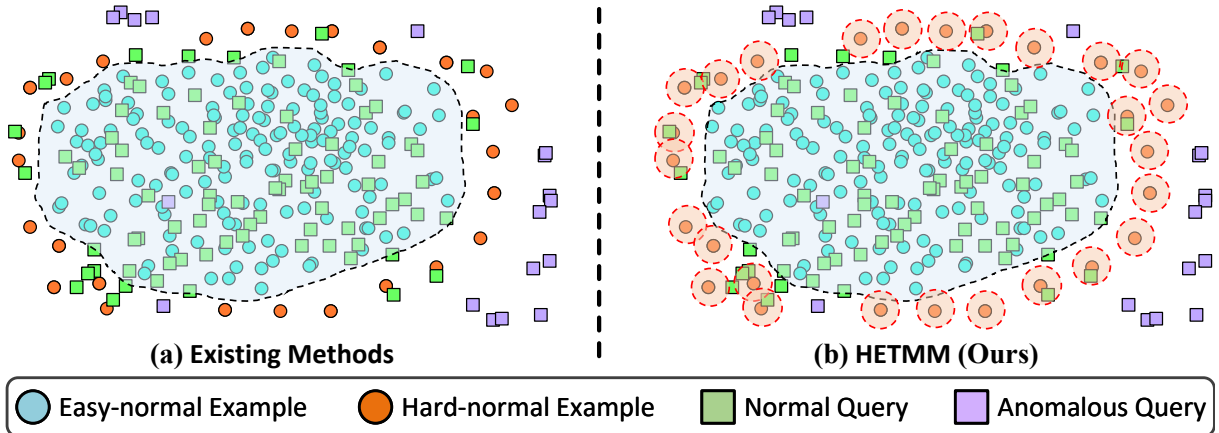 (a) Existing Methods
(b) HETMM (Ours)
Easy-normal Example
Hard-normal Example
Normal Query
Anomalous Query